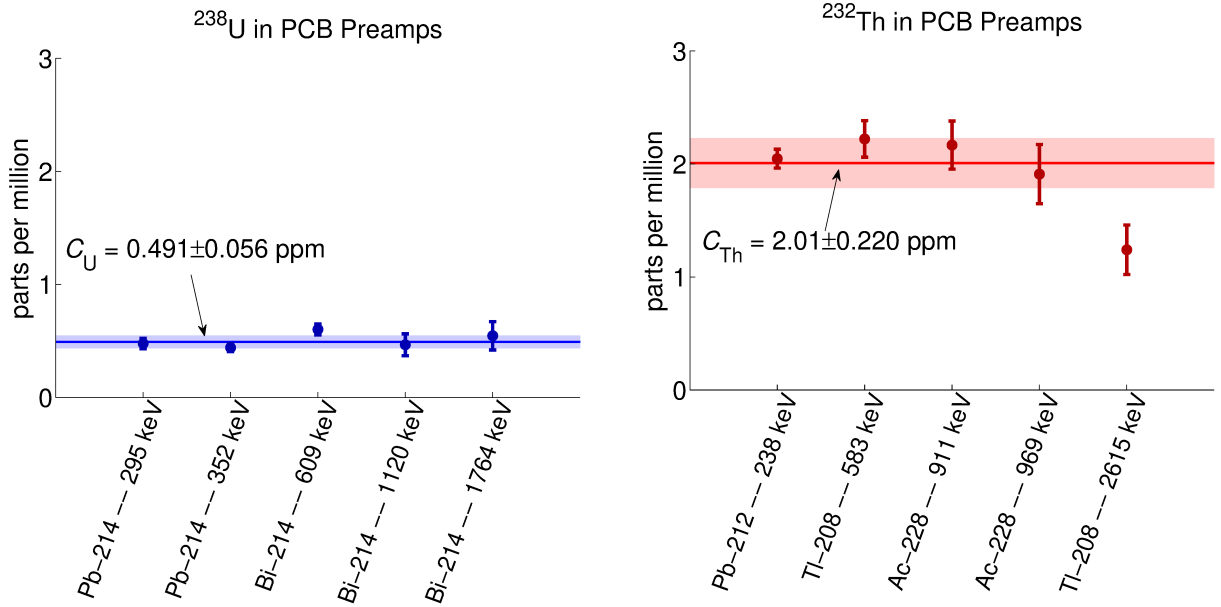 ²³⁸U in PCB Preamps
parts per million
3
2
1
0
C_U = 0.491±0.056 ppm
Pb−214 −− 295 keV
Pb−214 −− 352 keV
Bi−214 −− 609 keV
Bi−214 −− 1120 keV
Bi−214 −− 1764 keV
²³²Th in PCB Preamps
parts per million
3
2
1
0
C_Th = 2.01±0.220 ppm
Pb−212 −− 238 keV
Tl−208 −− 583 keV
Ac−228 −− 911 keV
Ac−228 −− 969 keV
Tl−208 −− 2615 keV